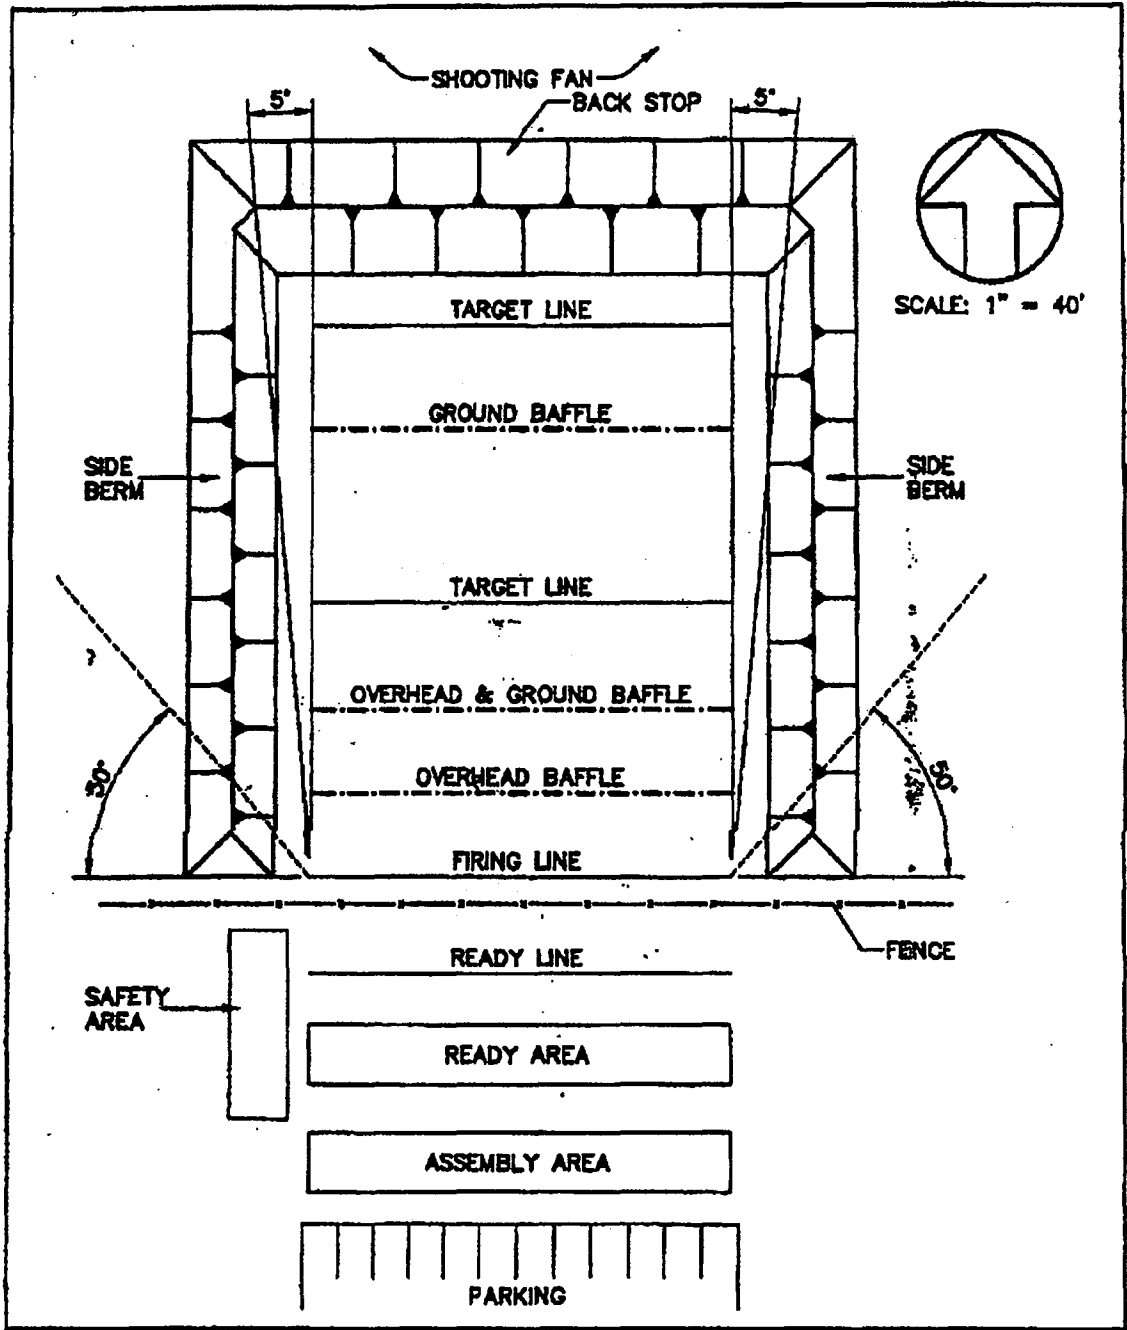 SHOOTING FAN
5°
BACK STOP
5°
SCALE: 1" = 40'
TARGET LINE
GROUND BAFFLE
SIDE
BERM
SIDE
BERM
TARGET LINE
OVERHEAD & GROUND BAFFLE
OVERHEAD BAFFLE
50°
50°
FIRING LINE
FENCE
READY LINE
SAFETY
AREA
READY AREA
ASSEMBLY AREA
PARKING